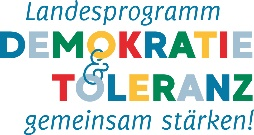 Landesprogramm
DEMOKRATIE
&
TOLERANZ
gemeinsam stärken!